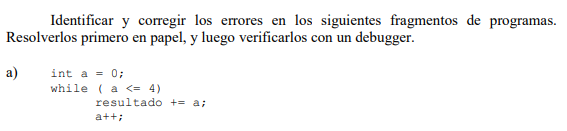 Identificar y corregir los errores en los siguientes fragmentos de programas.
Resolverlos primero en papel, y luego verificarlos con un debugger.
a) int a = 0;
while ( a <= 4)
resultado += a;
a++;